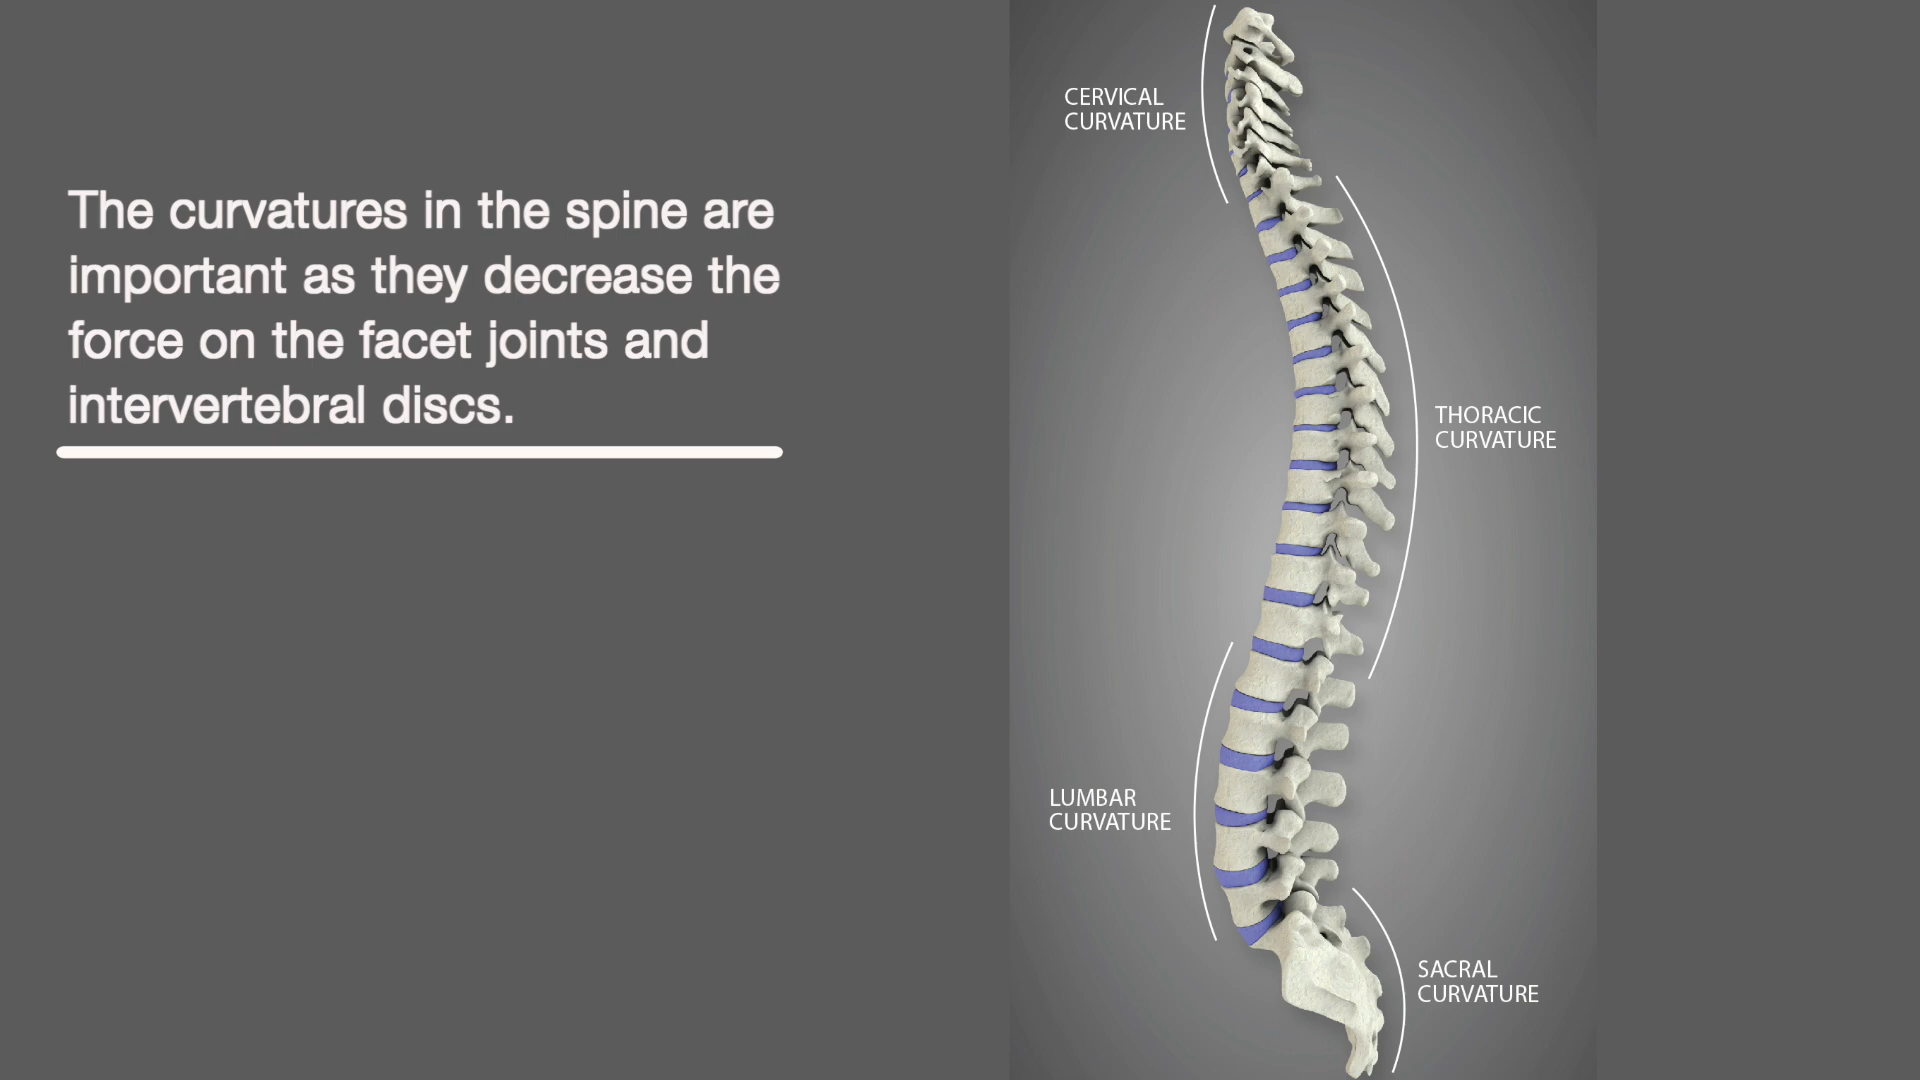 The curvatures in the spine are
important as they decrease the
force on the facet joints and
intervertebral discs.
CERVICAL
CURVATURE
THORACIC
CURVATURE
LUMBAR
CURVATURE
SACRAL
CURVATURE